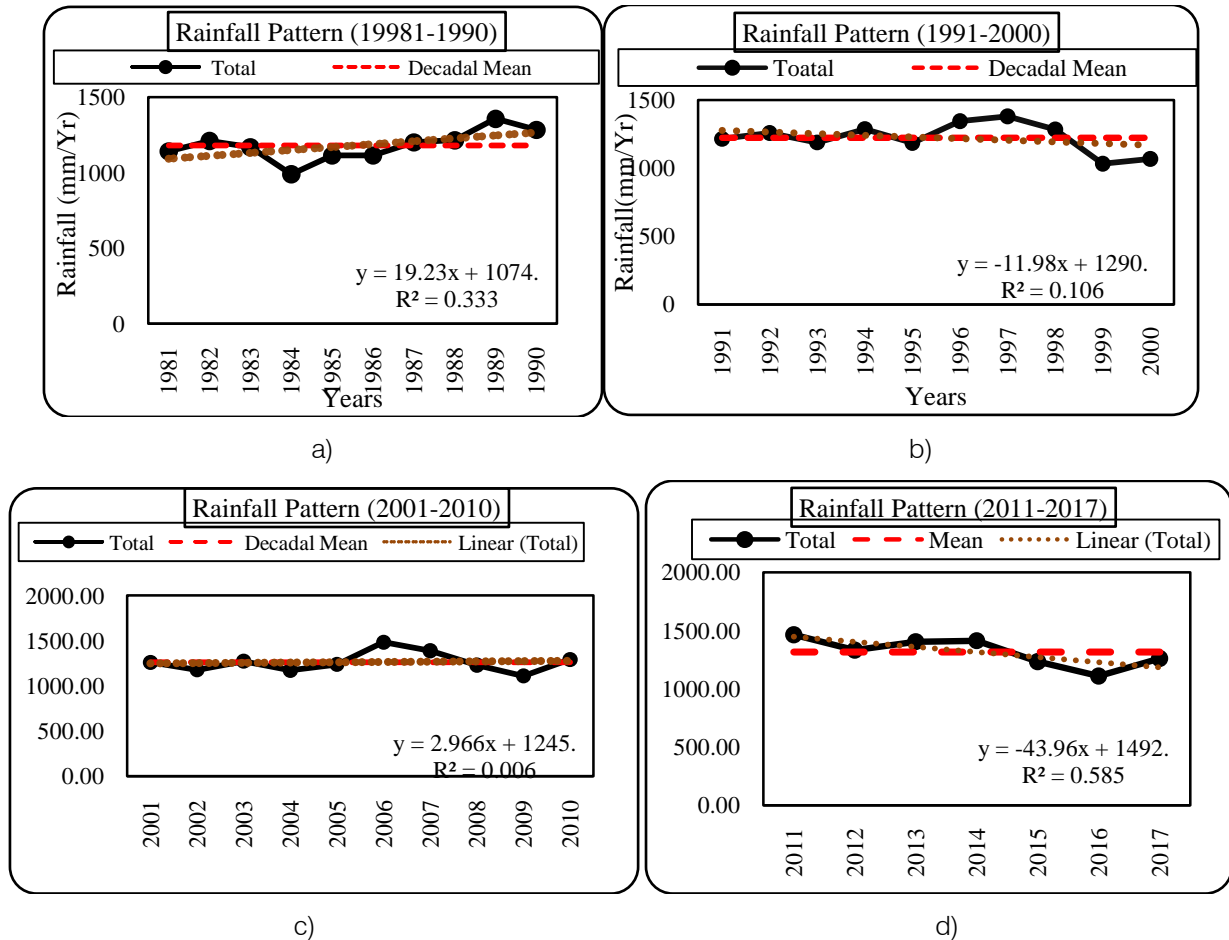 Rainfall Pattern (19981-1990)
Total Decadal Mean
Rainfall (mm/Yr)
1500
1000
500
0
y = 19.23x + 1074.
R² = 0.333
1981 1982 1983 1984 1985 1986 1987 1988 1989 1990
Years
a)
Rainfall Pattern (1991-2000)
Toatal Decadal Mean
Rainfall(mm/Yr)
1500
1000
500
0
y = -11.98x + 1290.
R² = 0.106
1991 1992 1993 1994 1995 1996 1997 1998 1999 2000
Years
b)
Rainfall Pattern (2001-2010)
Total Decadal Mean Linear (Total)
2000.00
1500.00
1000.00
500.00
0.00
y = 2.966x + 1245.
R² = 0.006
2001 2002 2003 2004 2005 2006 2007 2008 2009 2010
c)
Rainfall Pattern (2011-2017)
Total Mean Linear (Total)
2000.00
1500.00
1000.00
500.00
0.00
y = -43.96x + 1492.
R² = 0.585
2011 2012 2013 2014 2015 2016 2017
d)